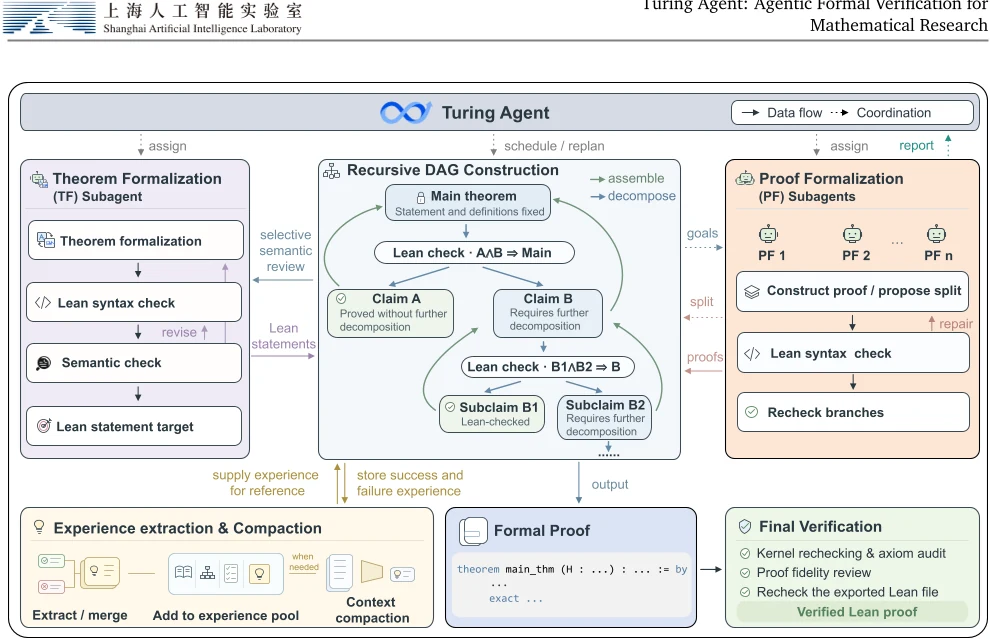 上海人工智能实验室
Shanghai Artificial Intelligence Laboratory
Turing Agent: Agentic Formal Verification for
Mathematical Research
Turing Agent
Data flow
Coordination
assign
schedule / replan
assign
report
Theorem Formalization
(TF) Subagent
Theorem formalization
Lean syntax check
revise
Semantic check
Lean statement target
selective
semantic
review
Lean
statements
Recursive DAG Construction
assemble
decompose
Main theorem
Statement and definitions fixed
Lean check · A∧B ⇒ Main
Claim A
Proved without further
decomposition
Claim B
Requires further
decomposition
Lean check · B1∧B2 ⇒ B
Subclaim B1
Lean-checked
Subclaim B2
Requires further
decomposition
......
goals
split
proofs
Proof Formalization
(PF) Subagents
PF 1
PF 2
...
PF n
Construct proof / propose split
repair
Lean syntax check
Recheck branches
supply experience
for reference
store success and
failure experience
output
Experience extraction & Compaction
Extract / merge
Add to experience pool
when
needed
Context
compaction
Formal Proof
theorem main_thm (H : ...) : ... := by
...
exact ...
Final Verification
Kernel rechecking & axiom audit
Proof fidelity review
Recheck the exported Lean file
Verified Lean proof